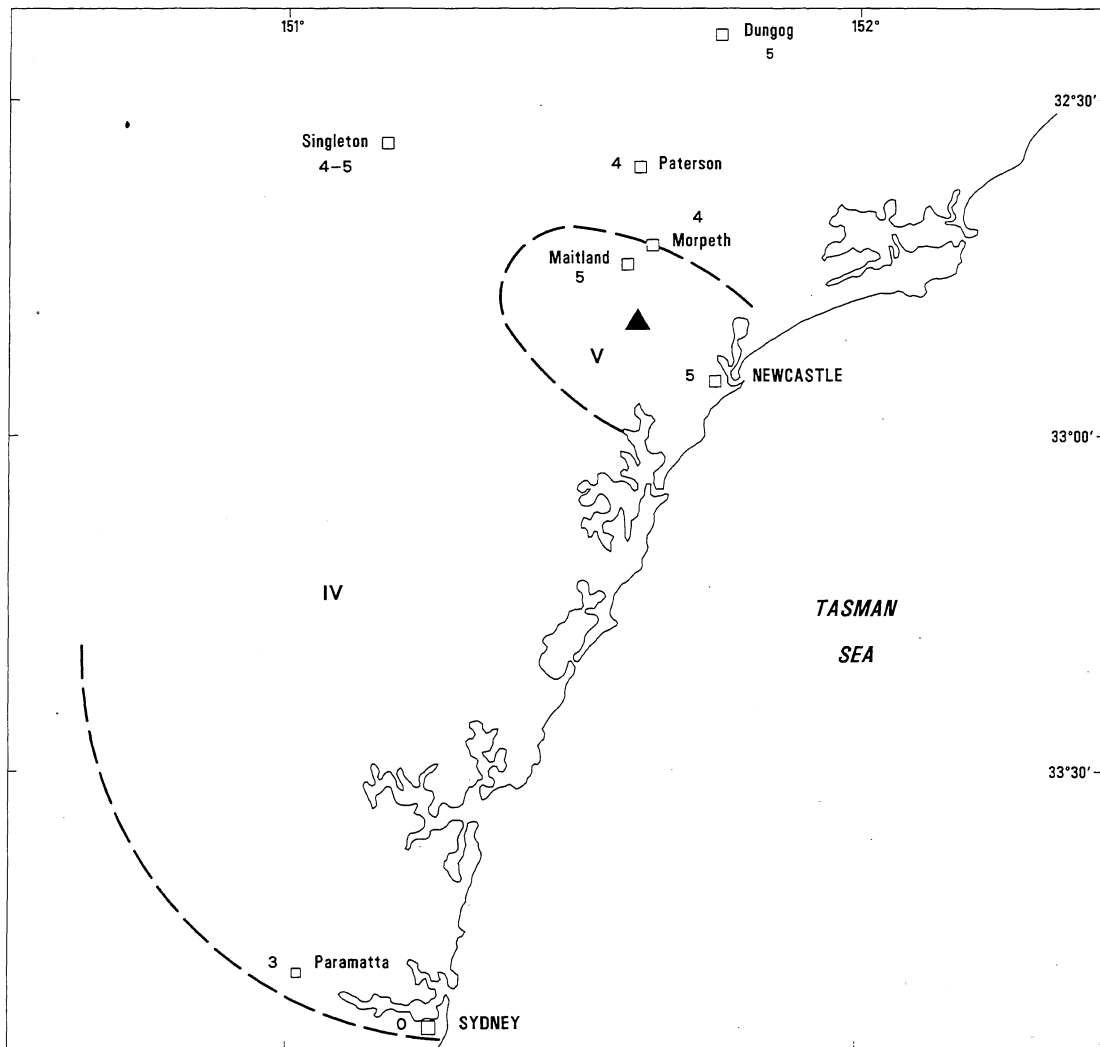 151°
152°
Dungog
5
32°30'
Singleton
4-5
4 Paterson
4
Morpeth
Maitland
5
V
5 NEWCASTLE
33°00'
IV
TASMAN
SEA
33°30'
3 Paramatta
0 SYDNEY